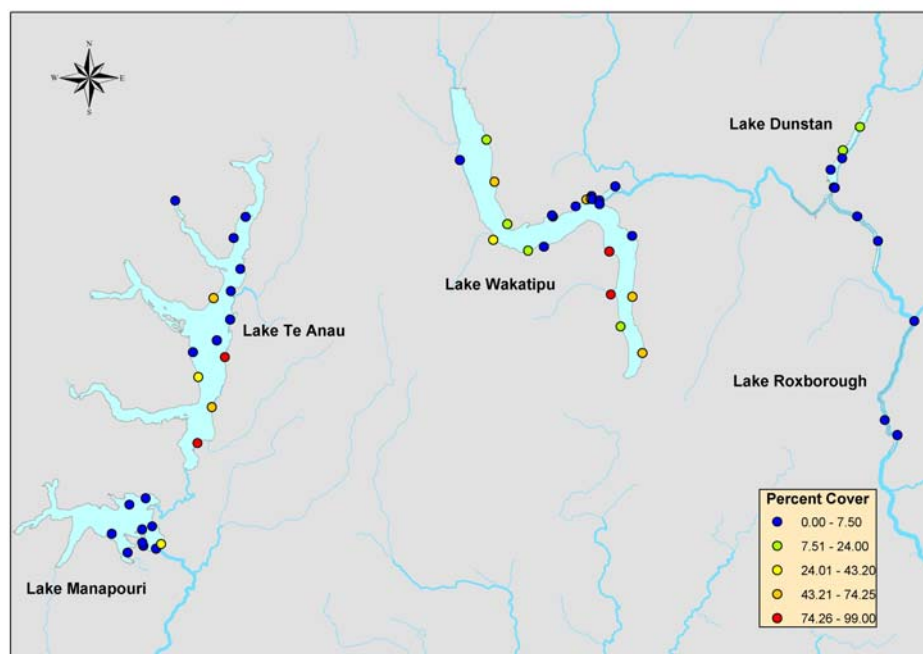 N
W E
S
Lake Dunstan
Lake Wakatipu
Lake Te Anau
Lake Roxborough
Lake Manapouri
Percent Cover
0.00 - 7.50
7.51 - 24.00
24.01 - 43.20
43.21 - 74.25
74.26 - 99.00